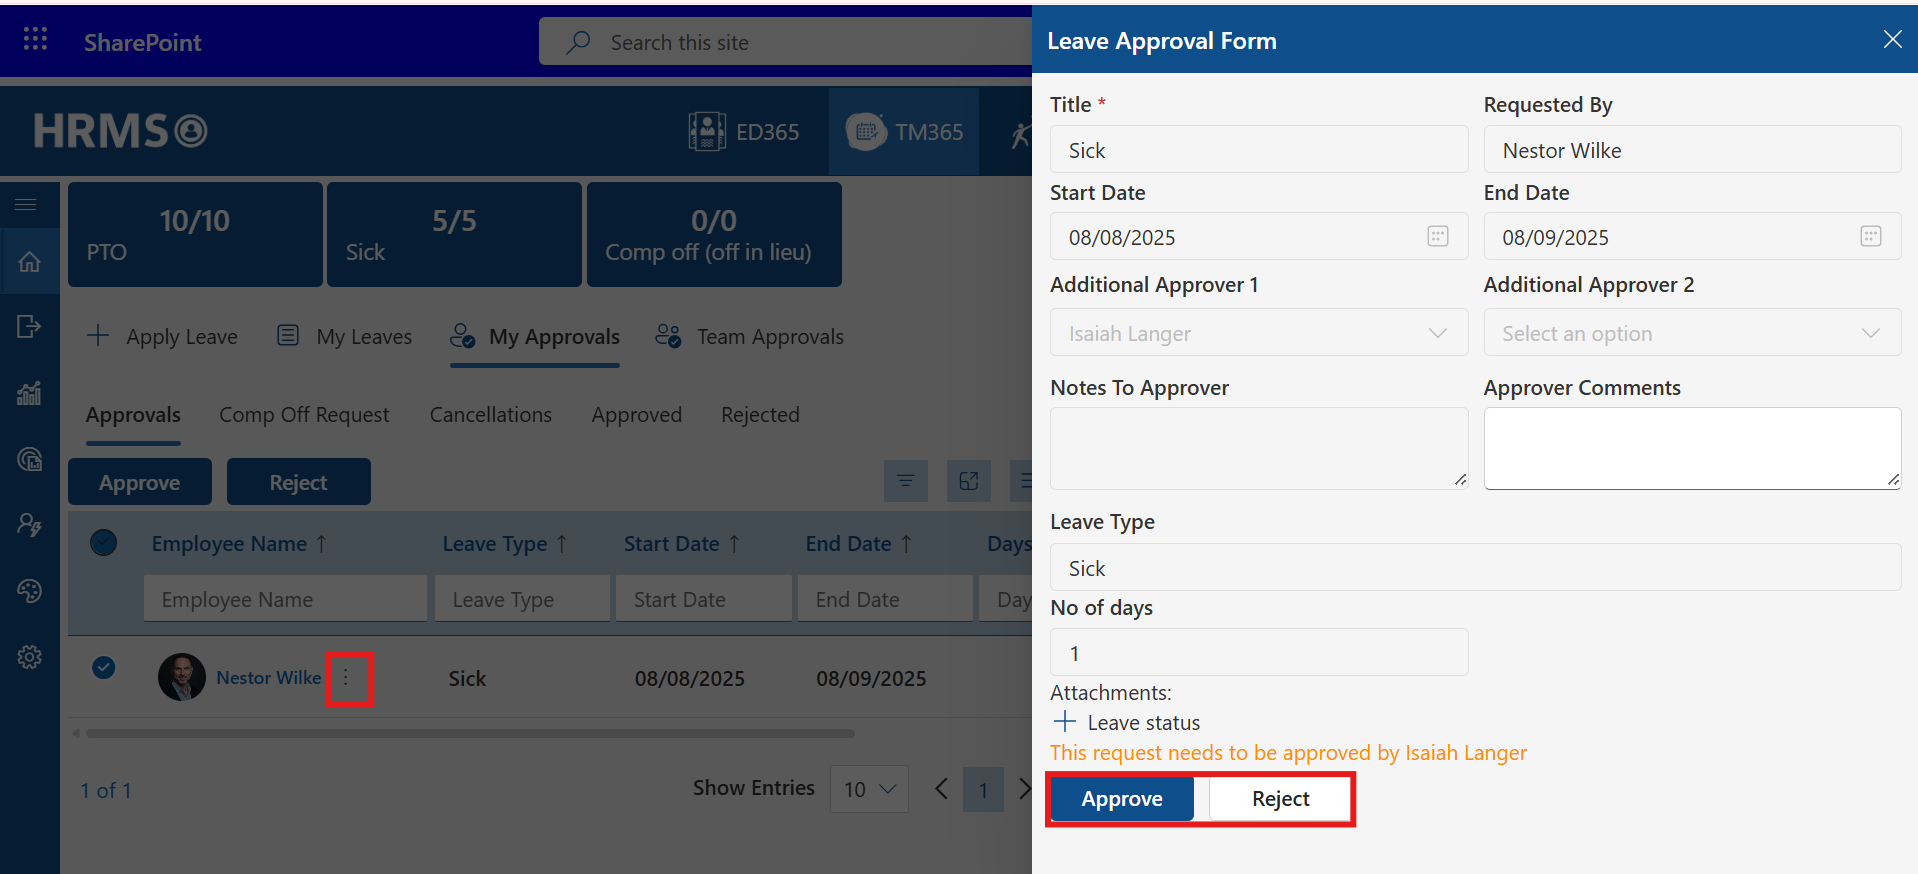 SharePoint
Search this site
HRMS
ED365
TM365
10/10
PTO
5/5
Sick
0/0
Comp off (off in lieu)
Apply Leave
My Leaves
My Approvals
Team Approvals
Approvals
Comp Off Request
Cancellations
Approved
Rejected
Approve
Reject
Employee Name ↑
Leave Type ↑
Start Date ↑
End Date ↑
Days
Employee Name
Leave Type
Start Date
End Date
Day
Nestor Wilke
Sick
08/08/2025
08/09/2025
1 of 1
Show Entries
10
1
Leave Approval Form
Title *
Requested By
Sick
Nestor Wilke
Start Date
End Date
08/08/2025
08/09/2025
Additional Approver 1
Additional Approver 2
Isaiah Langer
Select an option
Notes To Approver
Approver Comments
Leave Type
Sick
No of days
1
Attachments:
Leave status
This request needs to be approved by Isaiah Langer
Approve
Reject